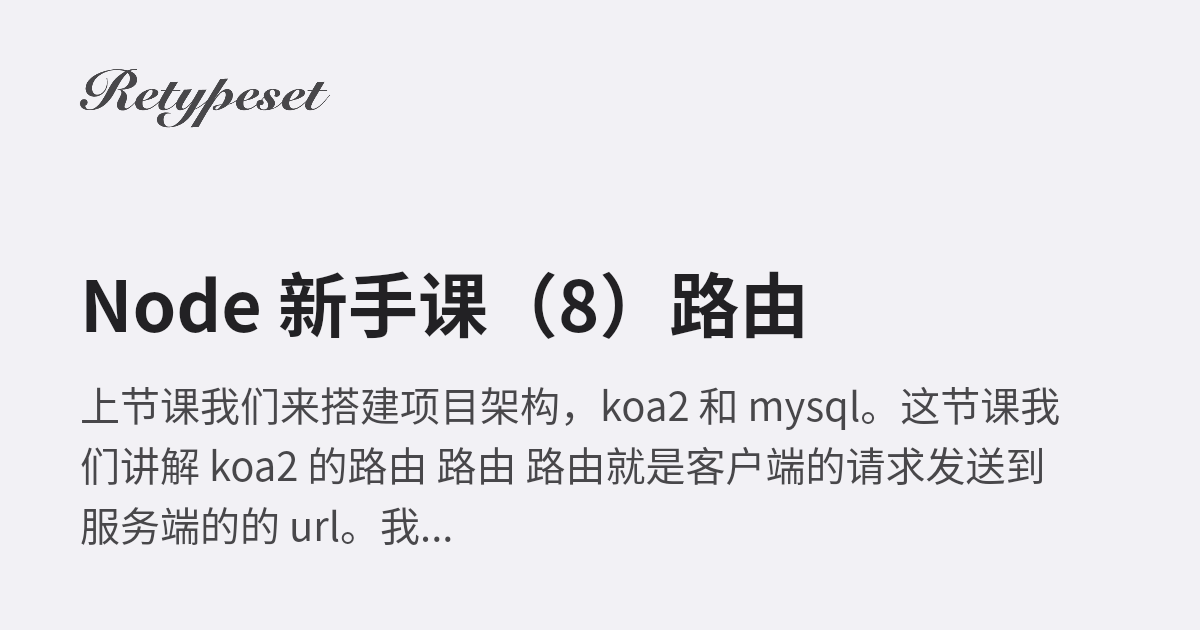 Retypeset
Node 新手课（8）路由
上节课我们来搭建项目架构，koa2 和 mysql。这节课我
们讲解 koa2 的路由 路由 路由就是客户端的请求发送到
服务端的的 url。我...